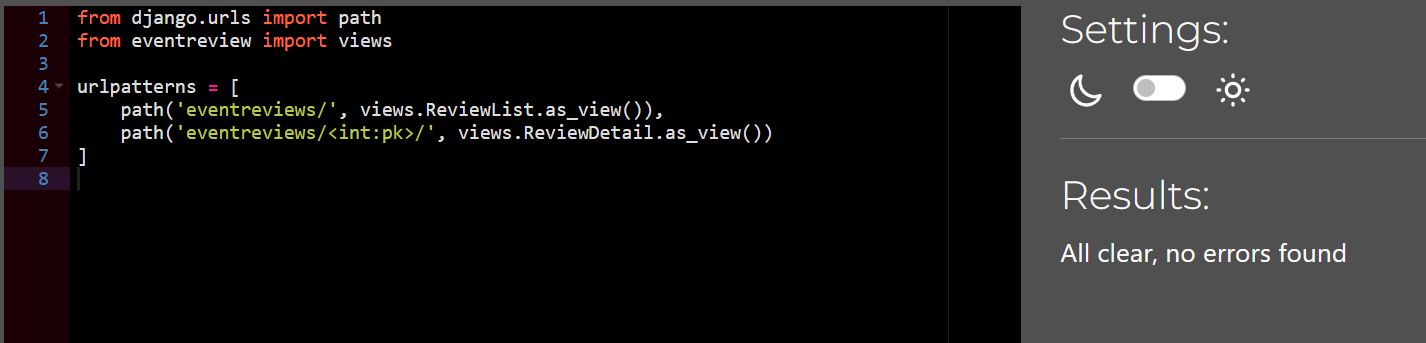 1 from django.urls import path
2 from eventreview import views
3
4 urlpatterns = [
5     path('eventreviews/', views.ReviewList.as_view()),
6     path('eventreviews/<int:pk>/', views.ReviewDetail.as_view())
7 ]
8
Settings:
Results:
All clear, no errors found